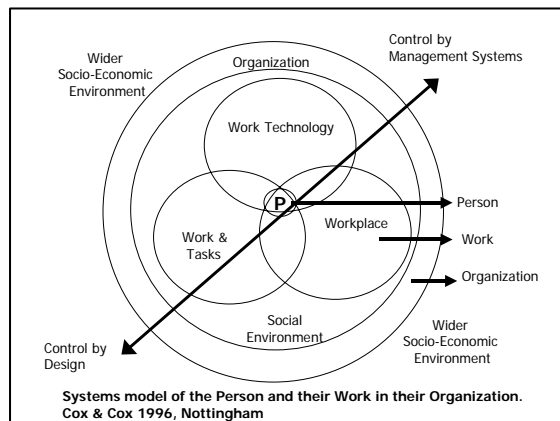 Wider
Socio-Economic
Environment
Organization
Control by
Management Systems
Work Technology
P
Person
Work &
Tasks
Workplace
Work
Organization
Social
Environment
Control by
Design
Wider
Socio-Economic
Environment
Systems model of the Person and their Work in their Organization.
Cox & Cox 1996, Nottingham